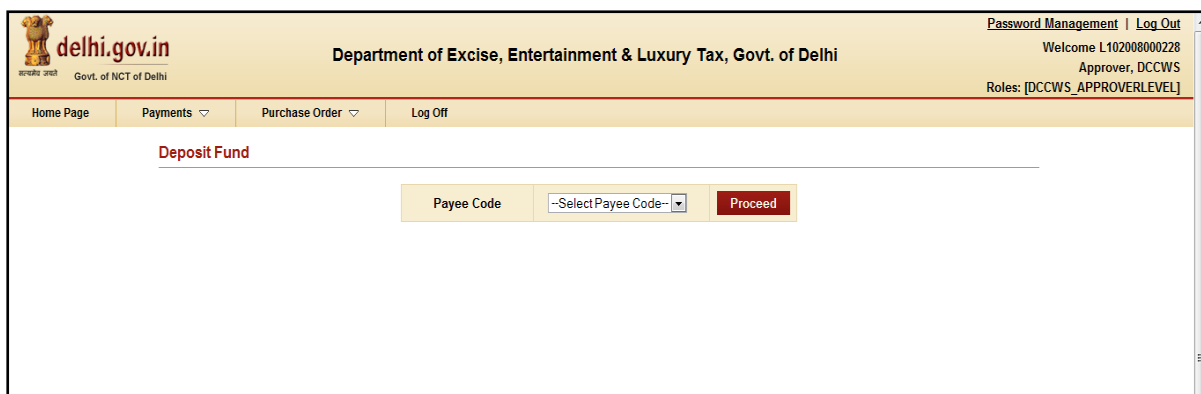 Password Management | Log Out
delhi.gov.in
सत्यमेव जयते
Govt. of NCT of Delhi
Department of Excise, Entertainment & Luxury Tax, Govt. of Delhi
Welcome L102008000228
Approver, DCCWS
Roles: [DCCWS_APPROVERLEVEL]
Home Page Payments Purchase Order Log Off
Deposit Fund
Payee Code --Select Payee Code-- Proceed